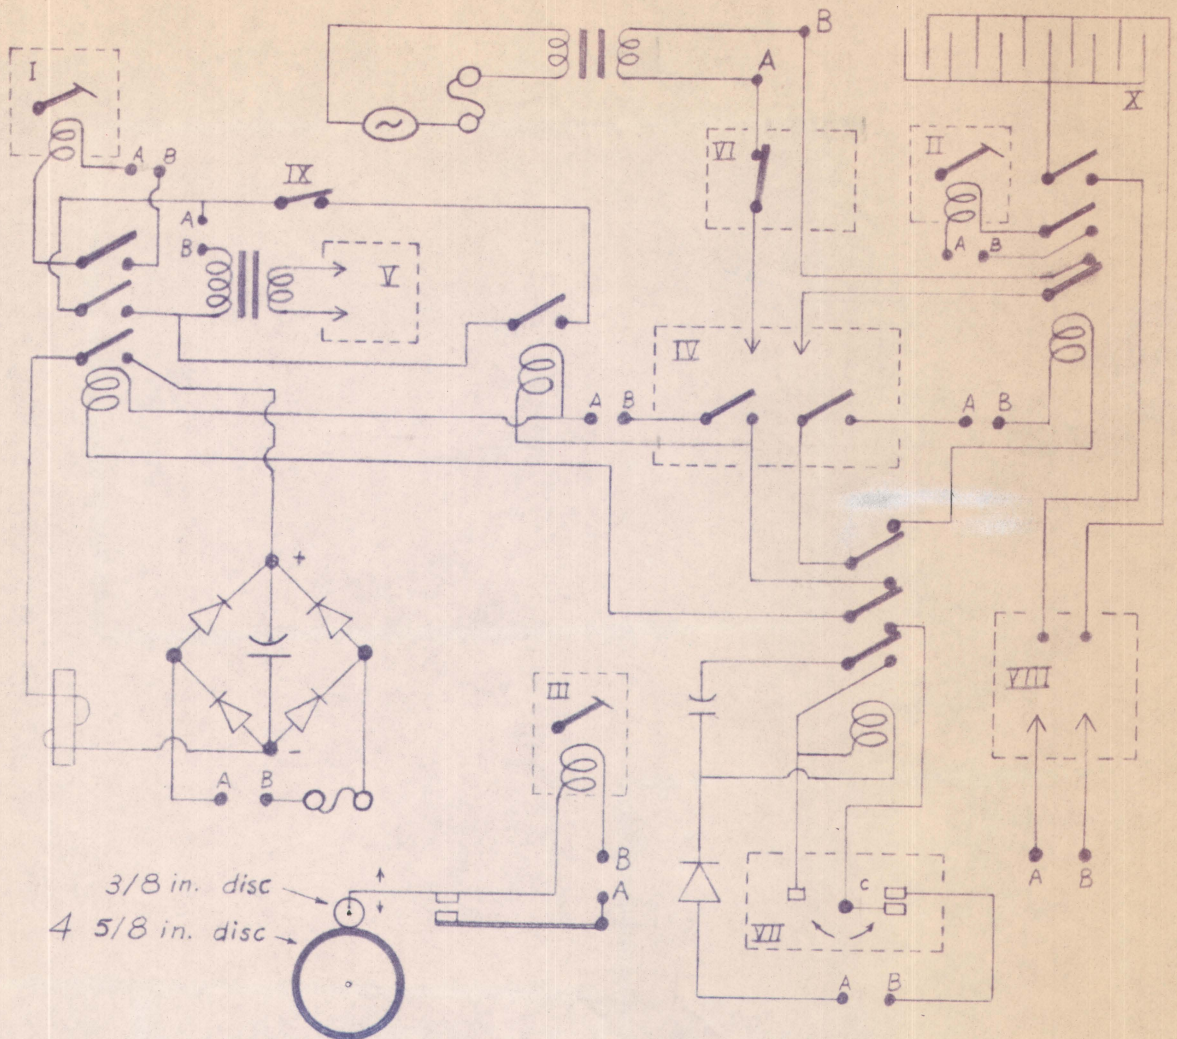 B
I
A
X
VI
II
A B
IX
A
A B
B
V
IV
A B
A B
+
III
VIII
-
A B
B
A
3/8 in. disc
4 5/8 in. disc
C
VII
A B
A B